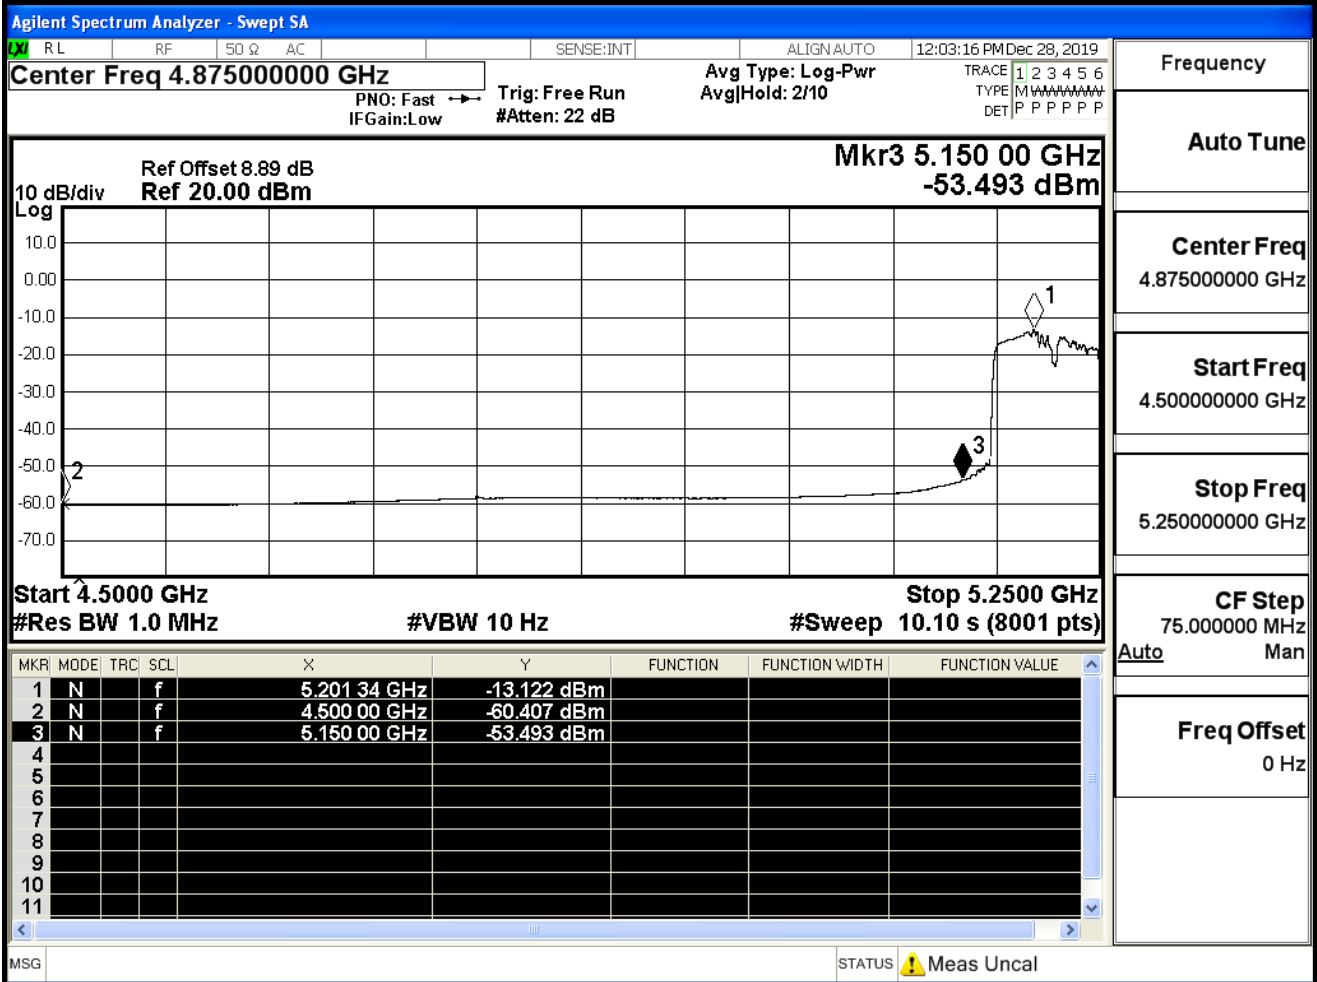 Agilent Spectrum Analyzer - Swept SA
LXI RL RF 50 Ω AC SENSE:INT ALIGN AUTO 12:03:16 PM Dec 28, 2019
Center Freq 4.875000000 GHz
PNO: Fast
IFGain:Low
Trig: Free Run
#Atten: 22 dB
Avg Type: Log-Pwr
Avg|Hold: 2/10
TRACE 1 2 3 4 5 6
TYPE M W W W W W
DET P P P P P P
Mkr3 5.150 00 GHz
-53.493 dBm
Ref Offset 8.89 dB
10 dB/div Ref 20.00 dBm
Log
10.0
0.00
-10.0
-20.0
-30.0
-40.0
-50.0
-60.0
-70.0
1
2
3
Start 4.5000 GHz Stop 5.2500 GHz
#Res BW 1.0 MHz #VBW 10 Hz #Sweep 10.10 s (8001 pts)
MKR MODE TRC SCL X Y FUNCTION FUNCTION WIDTH FUNCTION VALUE
1 N f 5.201 34 GHz -13.122 dBm
2 N f 4.500 00 GHz -60.407 dBm
3 N f 5.150 00 GHz -53.493 dBm
4
5
6
7
8
9
10
11
MSG STATUS Meas Uncal
Frequency
Auto Tune
Center Freq
4.875000000 GHz
Start Freq
4.500000000 GHz
Stop Freq
5.250000000 GHz
CF Step
75.000000 MHz
Auto Man
Freq Offset
0 Hz